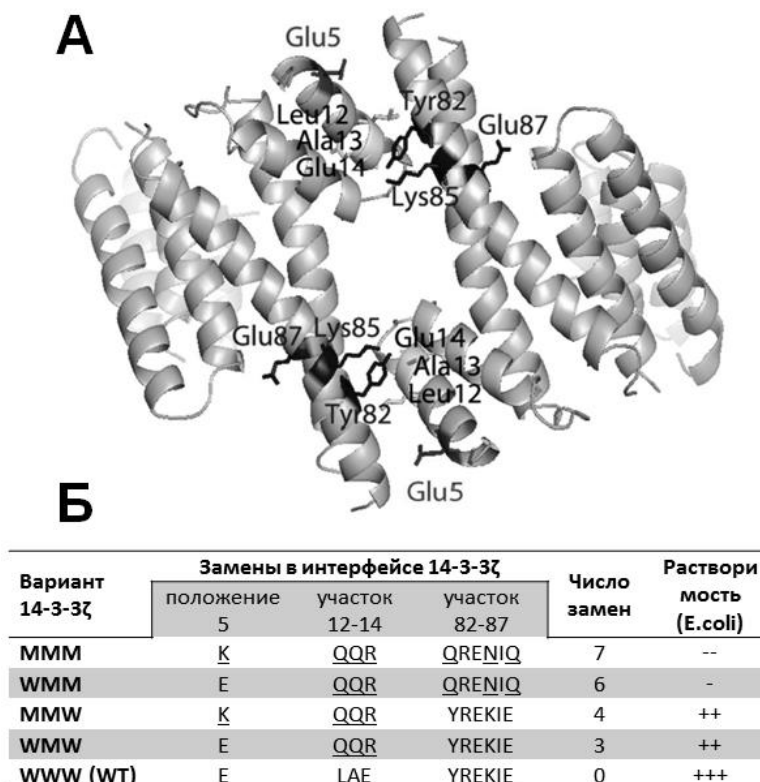 А
Glu5
Leu12
Ala13
Glu14
Tyr82
Glu87
Lys85
Glu87
Lys85
Glu14
Ala13
Leu12
Tyr82
Glu5
Б
Вариант 14-3-3ζ
Замены в интерфейсе 14-3-3ζ
положение 5
участок 12-14
участок 82-87
Число замен
Раствори мость (E.coli)
MMM K QQR QRENIQ 7 --
WMM E QQR QRENIQ 6 -
MMW K QQR YREKIE 4 ++
WMW E QQR YREKIE 3 ++
WWW (WT) E LAE YREKIE 0 +++